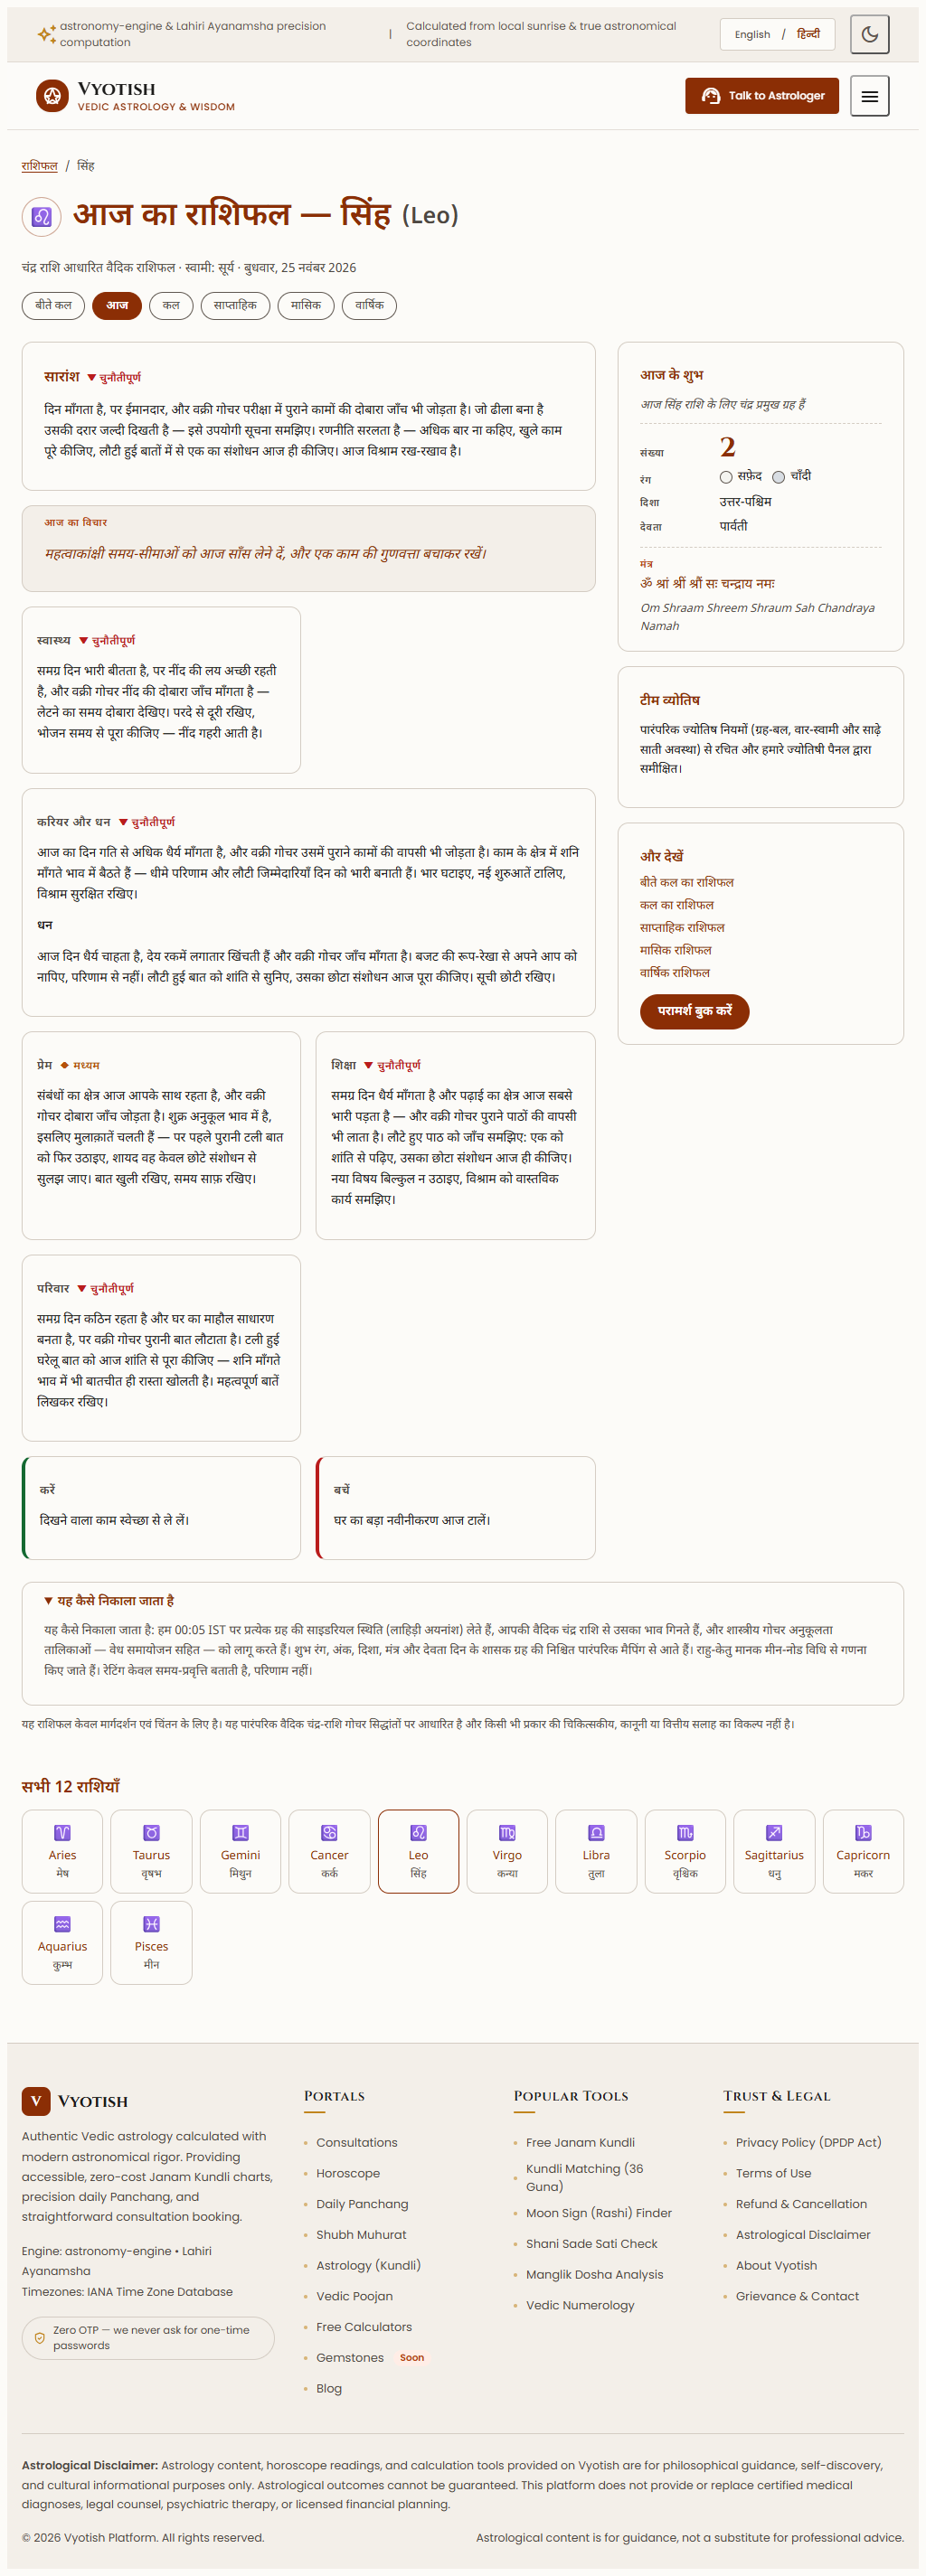 astronomy-engine & Lahiri Ayanamsha precision
computation
|
Calculated from local sunrise & true astronomical
coordinates
English / हिन्दी
Vyotish
VEDIC ASTROLOGY & WISDOM
Talk to Astrologer
राशिफल / सिंह
आज का राशिफल — सिंह (Leo)
चंद्र राशि आधारित वैदिक राशिफल · स्वामी: सूर्य · बुधवार, 25 नवंबर 2026
बीते कल
आज
कल
साप्ताहिक
मासिक
वार्षिक
सारांश ▼ चुनौतीपूर्ण
दिन माँगता है, पर ईमानदार, और वक्री गोचर परीक्षा में पुराने कामों की दोबारा जाँच भी जोड़ता है। जो ढीला बना है
उसकी दरार जल्दी दिखती है — इसे उपयोगी सूचना समझिए। रणनीति सरलता है — अधिक बार ना कहिए, खुले काम
पूरे कीजिए, लौटी हुई बातों में से एक का संशोधन आज ही कीजिए। आज विश्राम रख-रखाव है।
आज का विचार
महत्वाकांक्षी समय-सीमाओं को आज साँस लेने दें, और एक काम की गुणवत्ता बचाकर रखें।
स्वास्थ्य ▼ चुनौतीपूर्ण
समग्र दिन भारी बीतता है, पर नींद की लय अच्छी रहती
है, और वक्री गोचर नींद की दोबारा जाँच माँगता है —
लेटने का समय दोबारा देखिए। परदे से दूरी रखिए,
भोजन समय से पूरा कीजिए — नींद गहरी आती है।
करियर और धन ▼ चुनौतीपूर्ण
आज का दिन गति से अधिक धैर्य माँगता है, और वक्री गोचर उसमें पुराने कामों की वापसी भी जोड़ता है। काम के क्षेत्र में शनि
माँगते भाव में बैठते हैं — धीमे परिणाम और लौटी जिम्मेदारियाँ दिन को भारी बनाती हैं। भार घटाइए, नई शुरुआतें टालिए,
विश्राम सुरक्षित रखिए।
धन
आज दिन धैर्य चाहता है, देय रकमें लगातार खिंचती हैं और वक्री गोचर जाँच माँगता है। बजट की रूप-रेखा से अपने आप को
नापिए, परिणाम से नहीं। लौटी हुई बात को शांति से सुनिए, उसका छोटा संशोधन आज पूरा कीजिए। सूची छोटी रखिए।
प्रेम ◆ मध्यम
संबंधों का क्षेत्र आज आपके साथ रहता है, और वक्री
गोचर दोबारा जाँच जोड़ता है। शुक्र अनुकूल भाव में है,
इसलिए मुलाक़ातें चलती हैं — पर पहले पुरानी टली बात
को फिर उठाइए, शायद वह केवल छोटे संशोधन से
सुलझ जाए। बात खुली रखिए, समय साफ़ रखिए।
शिक्षा ▼ चुनौतीपूर्ण
समग्र दिन धैर्य माँगता है और पढ़ाई का क्षेत्र आज सबसे
भारी पड़ता है — और वक्री गोचर पुराने पाठों की वापसी
भी लाता है। लौटे हुए पाठ को जाँच समझिए: एक को
शांति से पढ़िए, उसका छोटा संशोधन आज ही कीजिए।
नया विषय बिल्कुल न उठाइए, विश्राम को वास्तविक
कार्य समझिए।
परिवार ▼ चुनौतीपूर्ण
समग्र दिन कठिन रहता है और घर का माहौल साधारण
बनता है, पर वक्री गोचर पुरानी बात लौटाता है। टली हुई
घरेलू बात को आज शांति से पूरा कीजिए — शनि माँगते
भाव में भी बातचीत ही रास्ता खोलती है। महत्वपूर्ण बातें
लिखकर रखिए।
करें
दिखने वाला काम स्वेच्छा से ले लें।
बचें
घर का बड़ा नवीनीकरण आज टालें।
आज के शुभ
आज सिंह राशि के लिए चंद्र प्रमुख ग्रह हैं
संख्या 2
रंग सफ़ेद चाँदी
दिशा उत्तर-पश्चिम
देवता पार्वती
मंत्र
ॐ श्रां श्रीं श्रौं सः चन्द्राय नमः
Om Shraam Shreem Shraum Sah Chandraya
Namah
टीम व्योतिष
पारंपरिक ज्योतिष नियमों (ग्रह-बल, वार-स्वामी और साढ़े
साती अवस्था) से रचित और हमारे ज्योतिषी पैनल द्वारा
समीक्षित।
और देखें
बीते कल का राशिफल
कल का राशिफल
साप्ताहिक राशिफल
मासिक राशिफल
वार्षिक राशिफल
परामर्श बुक करें
▼ यह कैसे निकाला जाता है
यह कैसे निकाला जाता है: हम 00:05 IST पर प्रत्येक ग्रह की साइडरियल स्थिति (लाहिड़ी अयनांश) लेते हैं, आपकी वैदिक चंद्र राशि से उसका भाव गिनते हैं, और शास्त्रीय गोचर अनुकूलता
तालिकाओं — वेध समायोजन सहित — को लागू करते हैं। शुभ रंग, अंक, दिशा, मंत्र और देवता दिन के शासक ग्रह की निश्चित पारंपरिक मैपिंग से आते हैं। राहु-केतु मानक मीन-नोड विधि से गणना
किए जाते हैं। रेटिंग केवल समय-प्रवृत्ति बताती है, परिणाम नहीं।
यह राशिफल केवल मार्गदर्शन एवं चिंतन के लिए है। यह पारंपरिक वैदिक चंद्र-राशि गोचर सिद्धांतों पर आधारित है और किसी भी प्रकार की चिकित्सकीय, कानूनी या वित्तीय सलाह का विकल्प नहीं है।
सभी 12 राशियाँ
♈ Aries मेष
♉ Taurus वृषभ
♊ Gemini मिथुन
♋ Cancer कर्क
♌ Leo सिंह
♍ Virgo कन्या
♎ Libra तुला
♏ Scorpio वृश्चिक
♐ Sagittarius धनु
♑ Capricorn मकर
♒ Aquarius कुम्भ
♓ Pisces मीन
V Vyotish
Authentic Vedic astrology calculated with
modern astronomical rigor. Providing
accessible, zero-cost Janam Kundli charts,
precision daily Panchang, and
straightforward consultation booking.
Engine: astronomy-engine • Lahiri
Ayanamsha
Timezones: IANA Time Zone Database
Zero OTP — we never ask for one-time
passwords
Portals
Consultations
Horoscope
Daily Panchang
Shubh Muhurat
Astrology (Kundli)
Vedic Poojan
Free Calculators
Gemstones Soon
Blog
Popular Tools
Free Janam Kundli
Kundli Matching (36
Guna)
Moon Sign (Rashi) Finder
Shani Sade Sati Check
Manglik Dosha Analysis
Vedic Numerology
Trust & Legal
Privacy Policy (DPDP Act)
Terms of Use
Refund & Cancellation
Astrological Disclaimer
About Vyotish
Grievance & Contact
Astrological Disclaimer: Astrology content, horoscope readings, and calculation tools provided on Vyotish are for philosophical guidance, self-discovery,
and cultural informational purposes only. Astrological outcomes cannot be guaranteed. This platform does not provide or replace certified medical
diagnoses, legal counsel, psychiatric therapy, or licensed financial planning.
© 2026 Vyotish Platform. All rights reserved.
Astrological content is for guidance, not a substitute for professional advice.